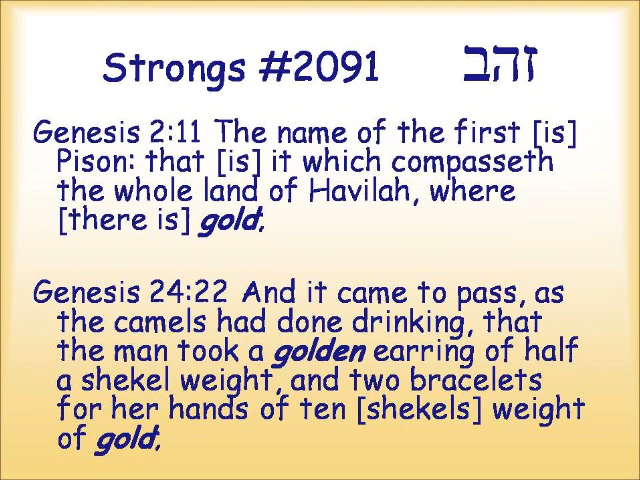 Strongs #2091 זהב
Genesis 2:11 The name of the first [is]
Pison: that [is] it which compasseth
the whole land of Havilah, where
[there is] gold;
Genesis 24:22 And it came to pass, as
the camels had done drinking, that
the man took a golden earring of half
a shekel weight, and two bracelets
for her hands of ten [shekels] weight
of gold;